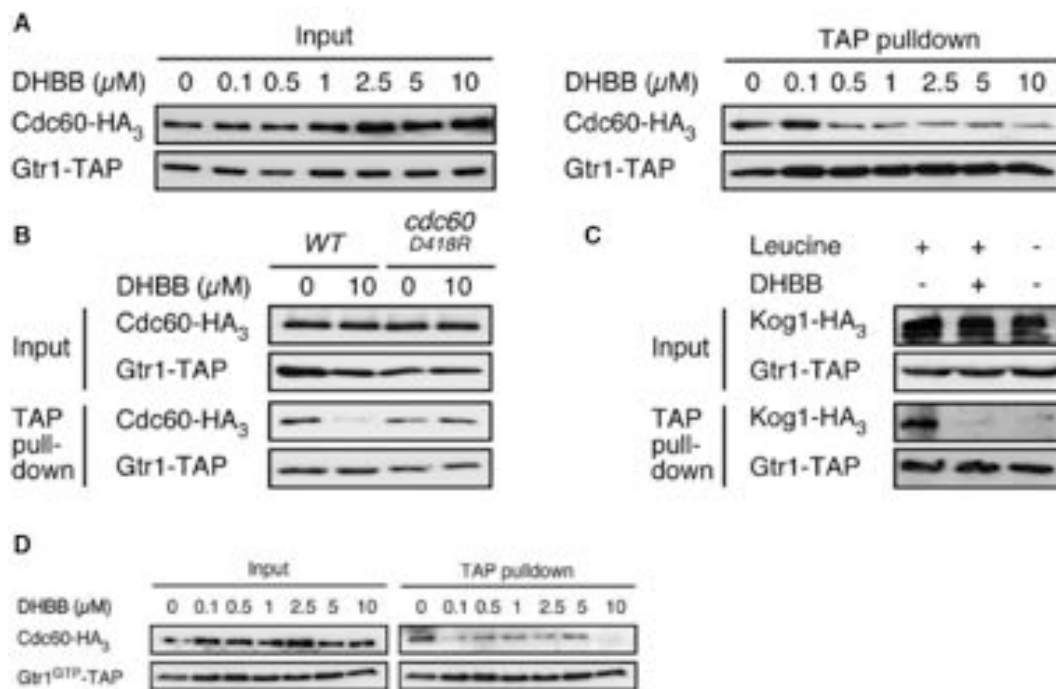 A
Input
DHBB (µM) 0 0.1 0.5 1 2.5 5 10
Cdc60-HA3
Gtr1-TAP
TAP pulldown
DHBB (µM) 0 0.1 0.5 1 2.5 5 10
Cdc60-HA3
Gtr1-TAP
B
WT cdc60 D418R
DHBB (µM) 0 10 0 10
Input
Cdc60-HA3
Gtr1-TAP
TAP pull-down
Cdc60-HA3
Gtr1-TAP
C
Leucine + + -
DHBB - + -
Input
Kog1-HA3
Gtr1-TAP
TAP pull-down
Kog1-HA3
Gtr1-TAP
D
Input TAP pulldown
DHBB (µM) 0 0.1 0.5 1 2.5 5 10 0 0.1 0.5 1 2.5 5 10
Cdc60-HA3
Gtr1GTP-TAP